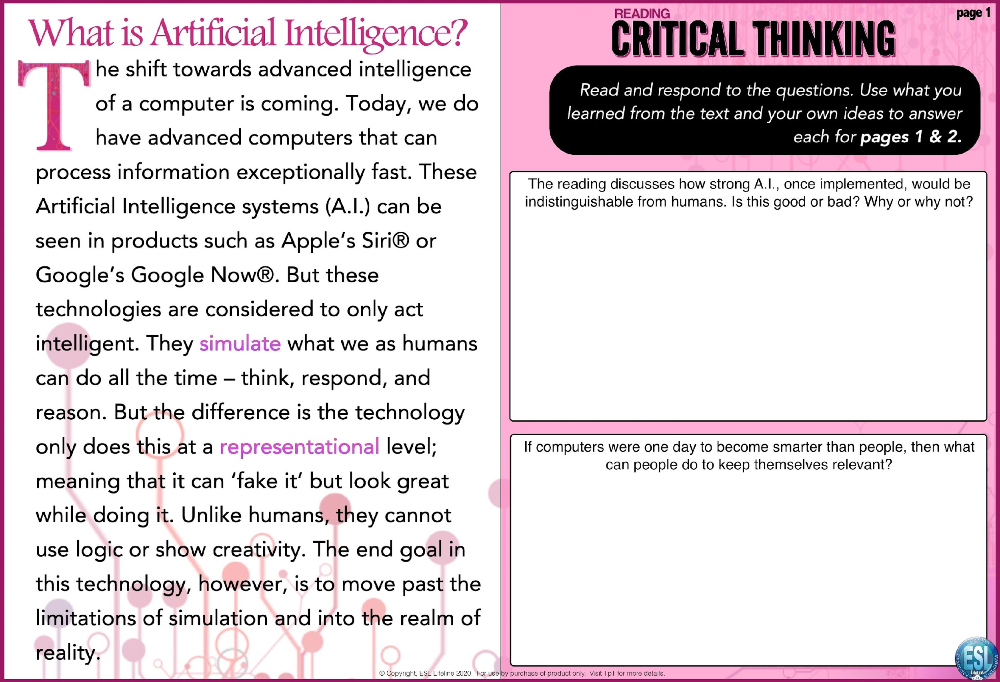 What is Artificial Intelligence?
The shift towards advanced intelligence
of a computer is coming. Today, we do
have advanced computers that can
process information exceptionally fast. These
Artificial Intelligence systems (A.I.) can be
seen in products such as Apple's Siri® or
Google's Google Now®. But these
technologies are considered to only act
intelligent. They simulate what we as humans
can do all the time – think, respond, and
reason. But the difference is the technology
only does this at a representational level;
meaning that it can 'fake it' but look great
while doing it. Unlike humans, they cannot
use logic or show creativity. The end goal in
this technology, however, is to move past the
limitations of simulation and into the realm of
reality.
page 1
READING
CRITICAL THINKING
Read and respond to the questions. Use what you
learned from the text and your own ideas to answer
each for pages 1 & 2.
The reading discusses how strong A.I., once implemented, would be
indistinguishable from humans. Is this good or bad? Why or why not?
If computers were one day to become smarter than people, then what
can people do to keep themselves relevant?
© Copyright, ESL Lifeline 2020. For use by purchase of product only. Visit TpT for more details.
LESSONS
RESOURCES
ESL
LifeLine